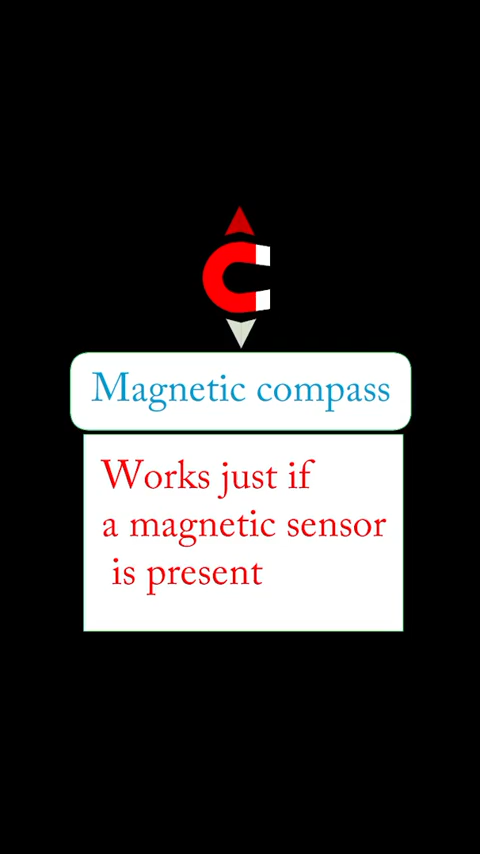 Magnetic compass
Works just if
a magnetic sensor
is present